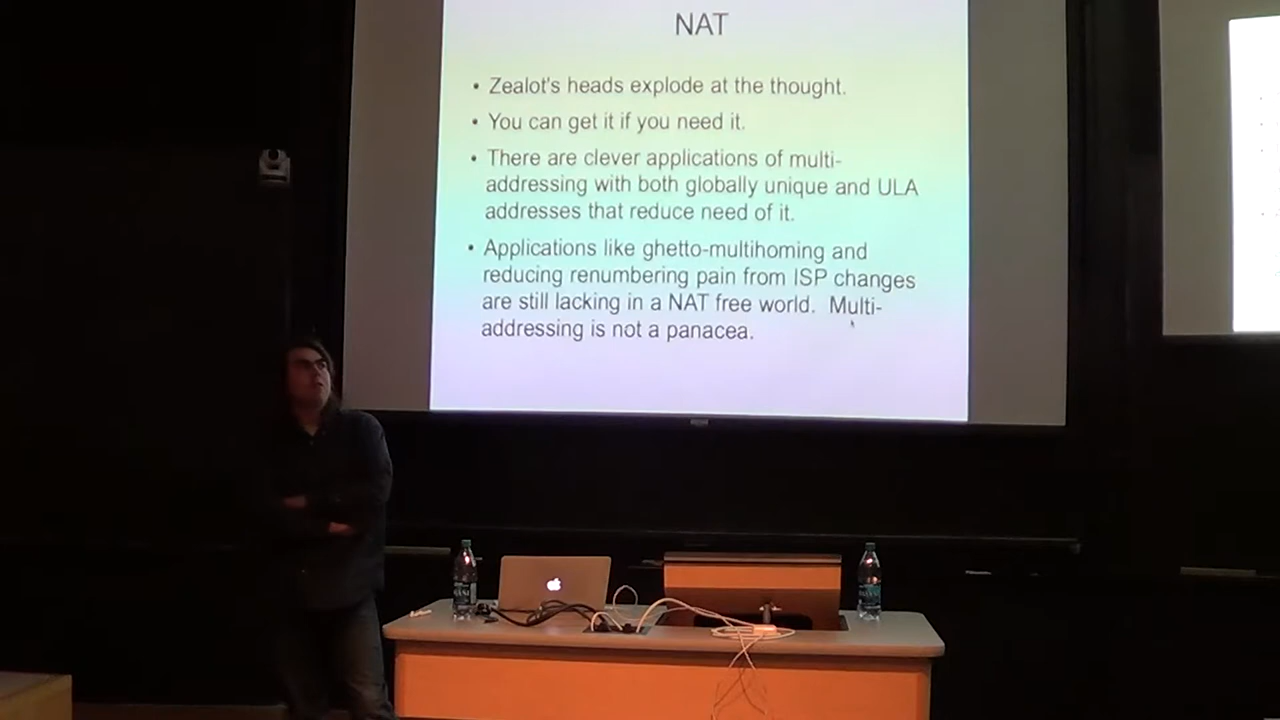 NAT
• Zealot's heads explode at the thought.
• You can get it if you need it.
• There are clever applications of multi-
addressing with both globally unique and ULA
addresses that reduce need of it.
• Applications like ghetto-multihoming and
reducing renumbering pain from ISP changes
are still lacking in a NAT free world. Multi-
addressing is not a panacea.